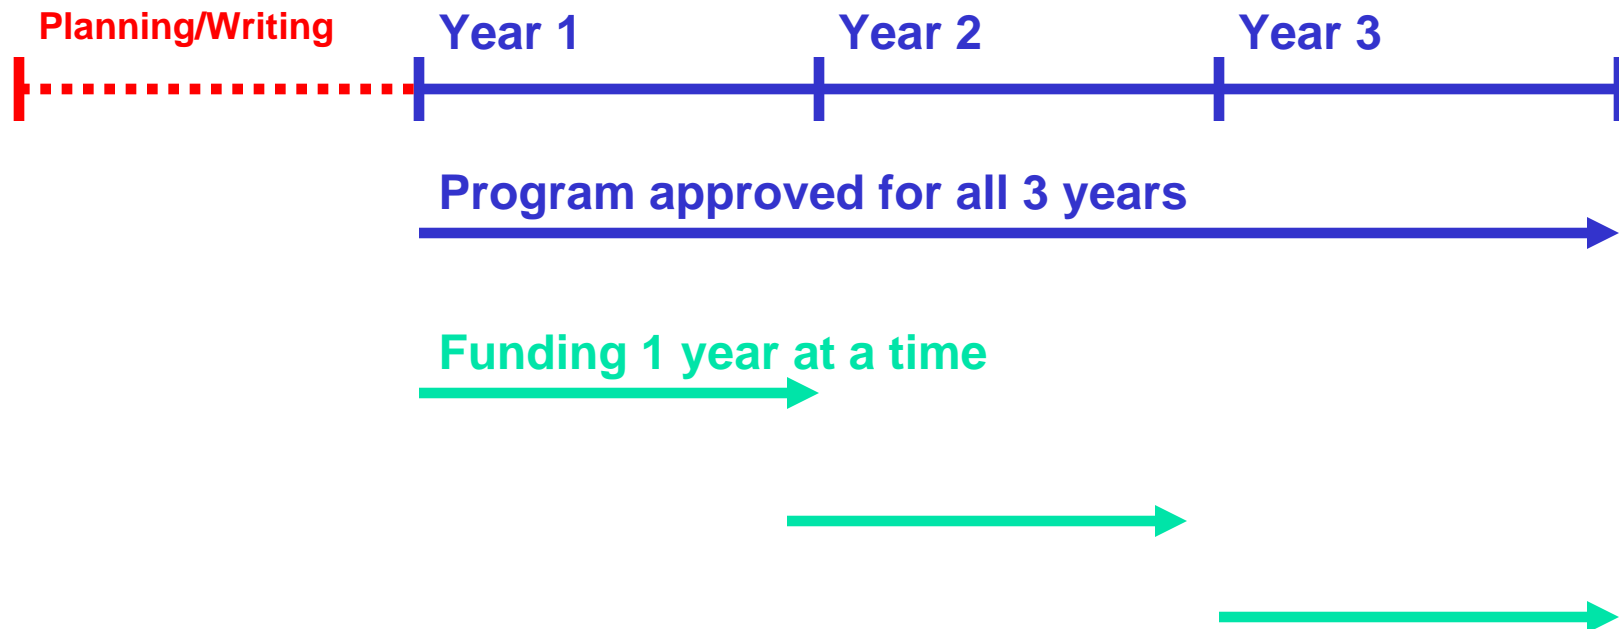 Planning/Writing
Year 1
Year 2
Year 3
Program approved for all 3 years
Funding 1 year at a time